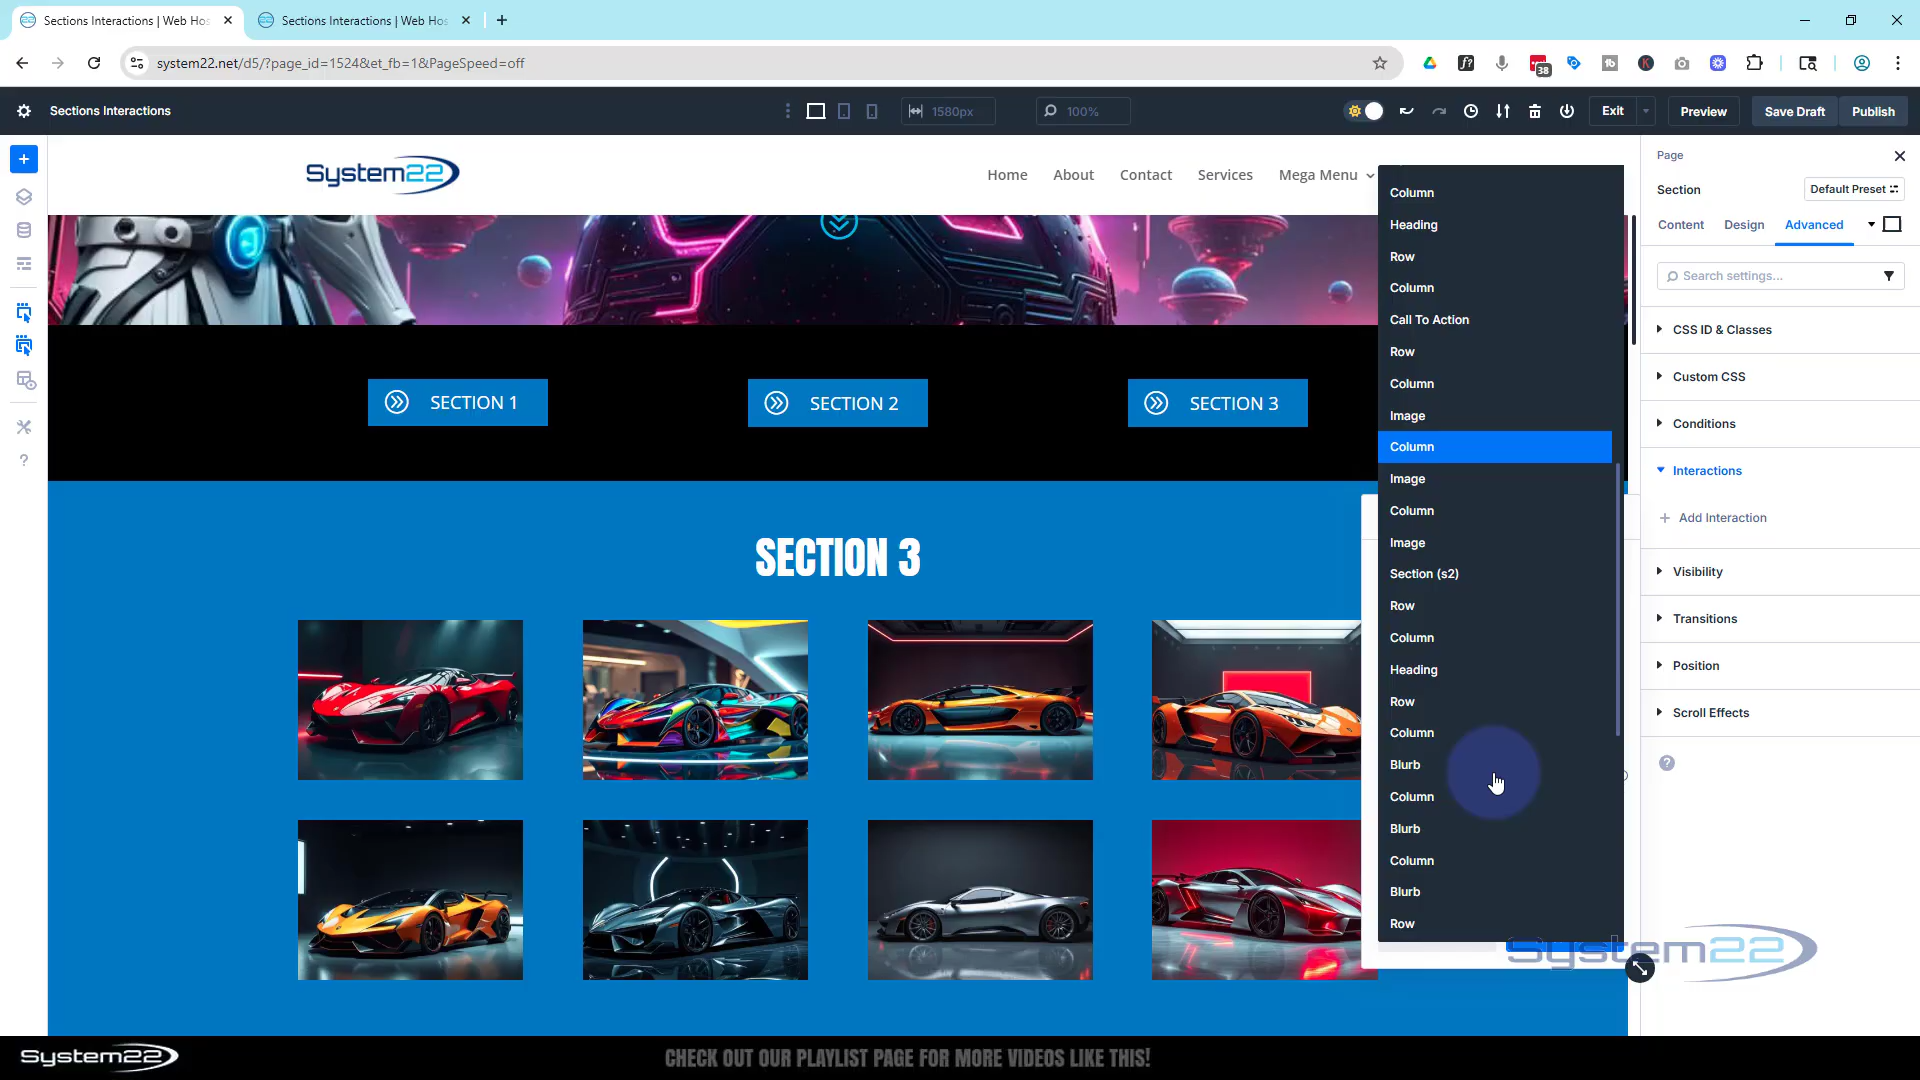 Sections Interactions | Web Hos
Sections Interactions | Web Hos
system22.net/d5/?page_id=1524&et_fb=1&PageSpeed=off
38
Sections Interactions
1580px
100%
Exit
Preview
Save Draft
Publish
System22
Home
About
Contact
Services
Mega Menu
Page
Section
Default Preset
Content
Design
Advanced
Search settings...
CSS ID & Classes
Custom CSS
Conditions
Interactions
+ Add Interaction
Visibility
Transitions
Position
Scroll Effects
Column
Heading
Row
Column
Call To Action
Row
Column
Image
Column
Image
Column
Image
Section (s2)
Row
Column
Heading
Row
Column
Blurb
Column
Blurb
Column
Blurb
Row
SECTION 1
SECTION 2
SECTION 3
SECTION 3
System22
System22
CHECK OUT OUR PLAYLIST PAGE FOR MORE VIDEOS LIKE THIS!